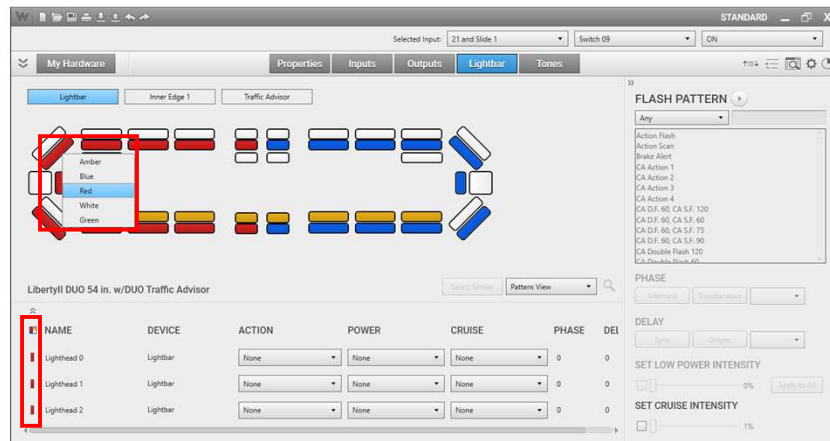 STANDARD
Selected Input: 21 and Slide 1 Switch 09 ON
My Hardware Properties Inputs Outputs Lightbar Tones
Lightbar Inner Edge 1 Traffic Advisor
FLASH PATTERN
Any
Action Flash
Action Scan
Brake Alert
CA Action 1
CA Action 2
CA Action 3
CA Action 4
CA D.F. 60, CA S.F. 120
CA D.F. 60, CA S.F. 60
CA D.F. 60, CA S.F. 75
CA D.F. 60, CA S.F. 90
CA Double Flash 120
CA Double Flash 60
Amber
Blue
Red
White
Green
LibertyII DUO 54 in. w/DUO Traffic Advisor
Select Similar Pattern View
PHASE
Alternate Simultaneous
DELAY
Sync Unsync
SET LOW POWER INTENSITY
0% Apply to All
SET CRUISE INTENSITY
1%
NAME DEVICE ACTION POWER CRUISE PHASE DEL
Lighthead 0 Lightbar None None None 0 0
Lighthead 1 Lightbar None None None 0 0
Lighthead 2 Lightbar None None None 0 0